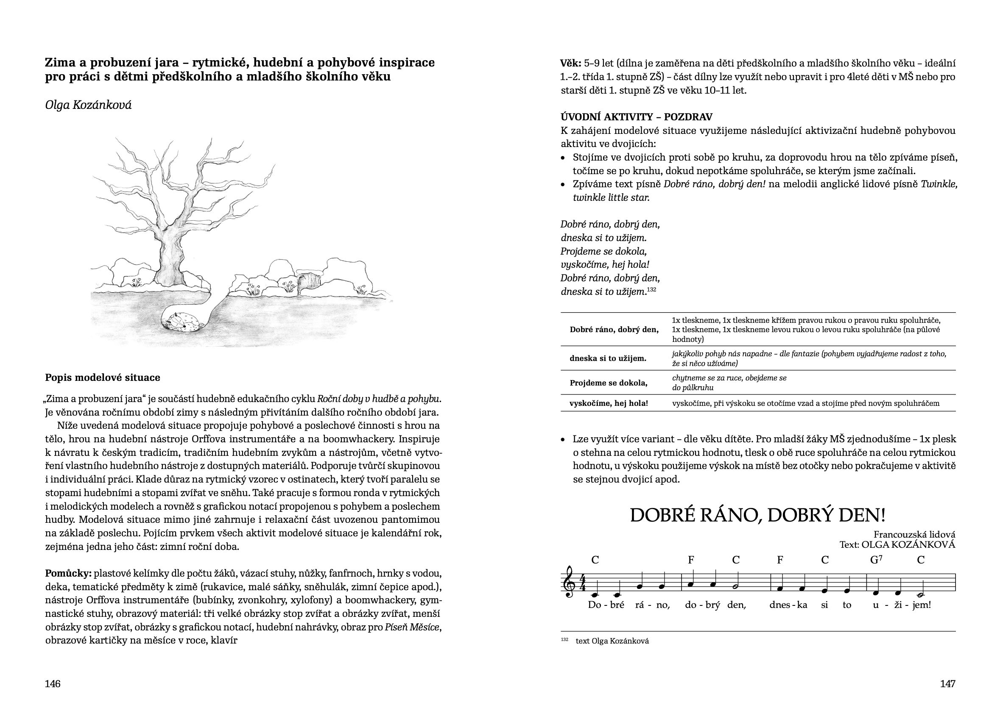 Zima a probuzení jara – rytmické, hudební a pohybové inspirace
pro práci s dětmi předškolního a mladšího školního věku
Olga Kozánková
Popis modelové situace
„Zima a probuzení jara“ je součástí hudebně edukačního cyklu Roční doby v hudbě a pohybu.
Je věnována ročnímu období zimy s následným přivítáním dalšího ročního období jara.
Níže uvedená modelová situace propojuje pohybové a poslechové činnosti s hrou na
tělo, hrou na hudební nástroje Orffova instrumentáře a na boomwhackery. Inspiruje
k návratu k českým tradicím, tradičním hudebním zvykům a nástrojům, včetně vytvo-
ření vlastního hudebního nástroje z dostupných materiálů. Podporuje tvůrčí skupinovou
i individuální práci. Klade důraz na rytmický vzorec v ostinatech, který tvoří paralelu se
stopami hudebními a stopami zvířat ve sněhu. Také pracuje s formou ronda v rytmických
i melodických modelech a rovněž s grafickou notací propojenou s pohybem a poslechem
hudby. Modelová situace mimo jiné zahrnuje i relaxační část uvozenou pantomimou
na základě poslechu. Pojícím prvkem všech aktivit modelové situace je kalendářní rok,
zejména jedna jeho část: zimní roční doba.
Pomůcky: plastové kelímky dle počtu žáků, vázací stuhy, nůžky, fanfrnoch, hrnky s vodou,
deka, tematické předměty k zimě (rukavice, malé sáňky, sněhulák, zimní čepice apod.),
nástroje Orffova instrumentáře (bubínky, zvonkohry, xylofony) a boomwhackery, gym-
nastické stuhy, obrazový materiál: tři velké obrázky stop zvířat a obrázky zvířat, menší
obrázky stop zvířat, obrázky s grafickou notací, hudební nahrávky, obraz pro Píseň Měsíce,
obrazové kartičky na měsíce v roce, klavír
146
Věk: 5–9 let (dílna je zaměřena na děti předškolního a mladšího školního věku – ideální
1.–2. třída 1. stupně ZŠ) – část dílny lze využít nebo upravit i pro 4leté děti v MŠ nebo pro
starší děti 1. stupně ZŠ ve věku 10–11 let.
ÚVODNÍ AKTIVITY – POZDRAV
K zahájení modelové situace využijeme následující aktivizační hudebně pohybovou
aktivitu ve dvojicích:
• Stojíme ve dvojicích proti sobě po kruhu, za doprovodu hrou na tělo zpíváme píseň,
točíme se po kruhu, dokud nepotkáme spoluhráče, se kterým jsme začínali.
• Zpíváme text písně Dobré ráno, dobrý den! na melodii anglické lidové písně Twinkle,
twinkle little star.
Dobré ráno, dobrý den,
dneska si to užijem.
Projdeme se dokola,
vyskočíme, hej hola!
Dobré ráno, dobrý den,
dneska si to užijem.132
Dobré ráno, dobrý den,
1x tleskneme, 1x tleskneme křížem pravou rukou o pravou ruku spoluhráče,
1x tleskneme, 1x tleskneme levou rukou o levou ruku spoluhráče (na půlové
hodnoty)
dneska si to užijem.
jakýkoliv pohyb nás napadne – dle fantazie (pohybem vyjadřujeme radost z toho,
že si něco užíváme)
Projdeme se dokola,
chytneme se za ruce, obejdeme se
do půlkruhu
vyskočíme, hej hola! vyskočíme, při výskoku se otočíme vzad a stojíme před novým spoluhráčem
• Lze využít více variant – dle věku dítěte. Pro mladší žáky MŠ zjednodušíme – 1x plesk
o stehna na celou rytmickou hodnotu, tlesk o obě ruce spoluhráče na celou rytmickou
hodnotu, u výskoku použijeme výskok na místě bez otočky nebo pokračujeme v aktivitě
se stejnou dvojicí apod.
DOBRÉ RÁNO, DOBRÝ DEN!
Francouzská lidová
Text: OLGA KOZÁNKOVÁ
C F C F C G7 C
4
4
Do - bré rá - no, do - brý den, dnes - ka si to u - ži - jem!
132 text Olga Kozánková
147